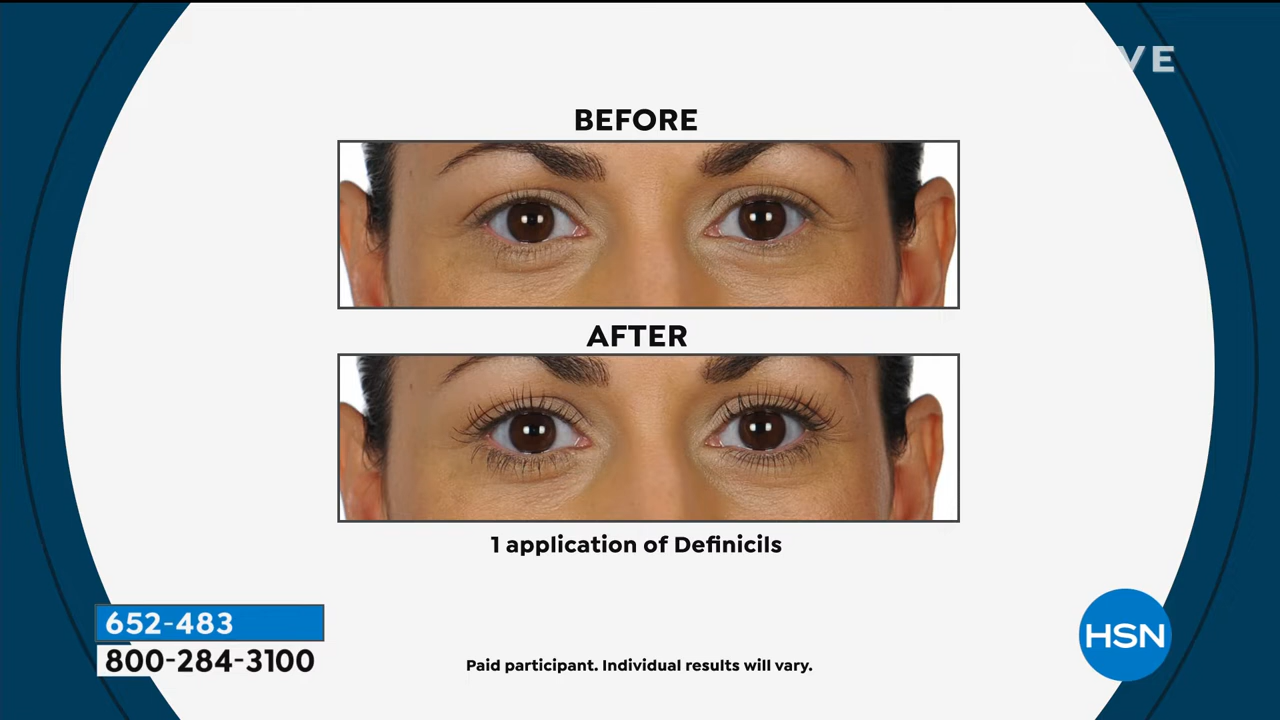 BEFORE
AFTER
1 application of Definicils
652-483
800-284-3100
Paid participant. Individual results will vary.
HSN